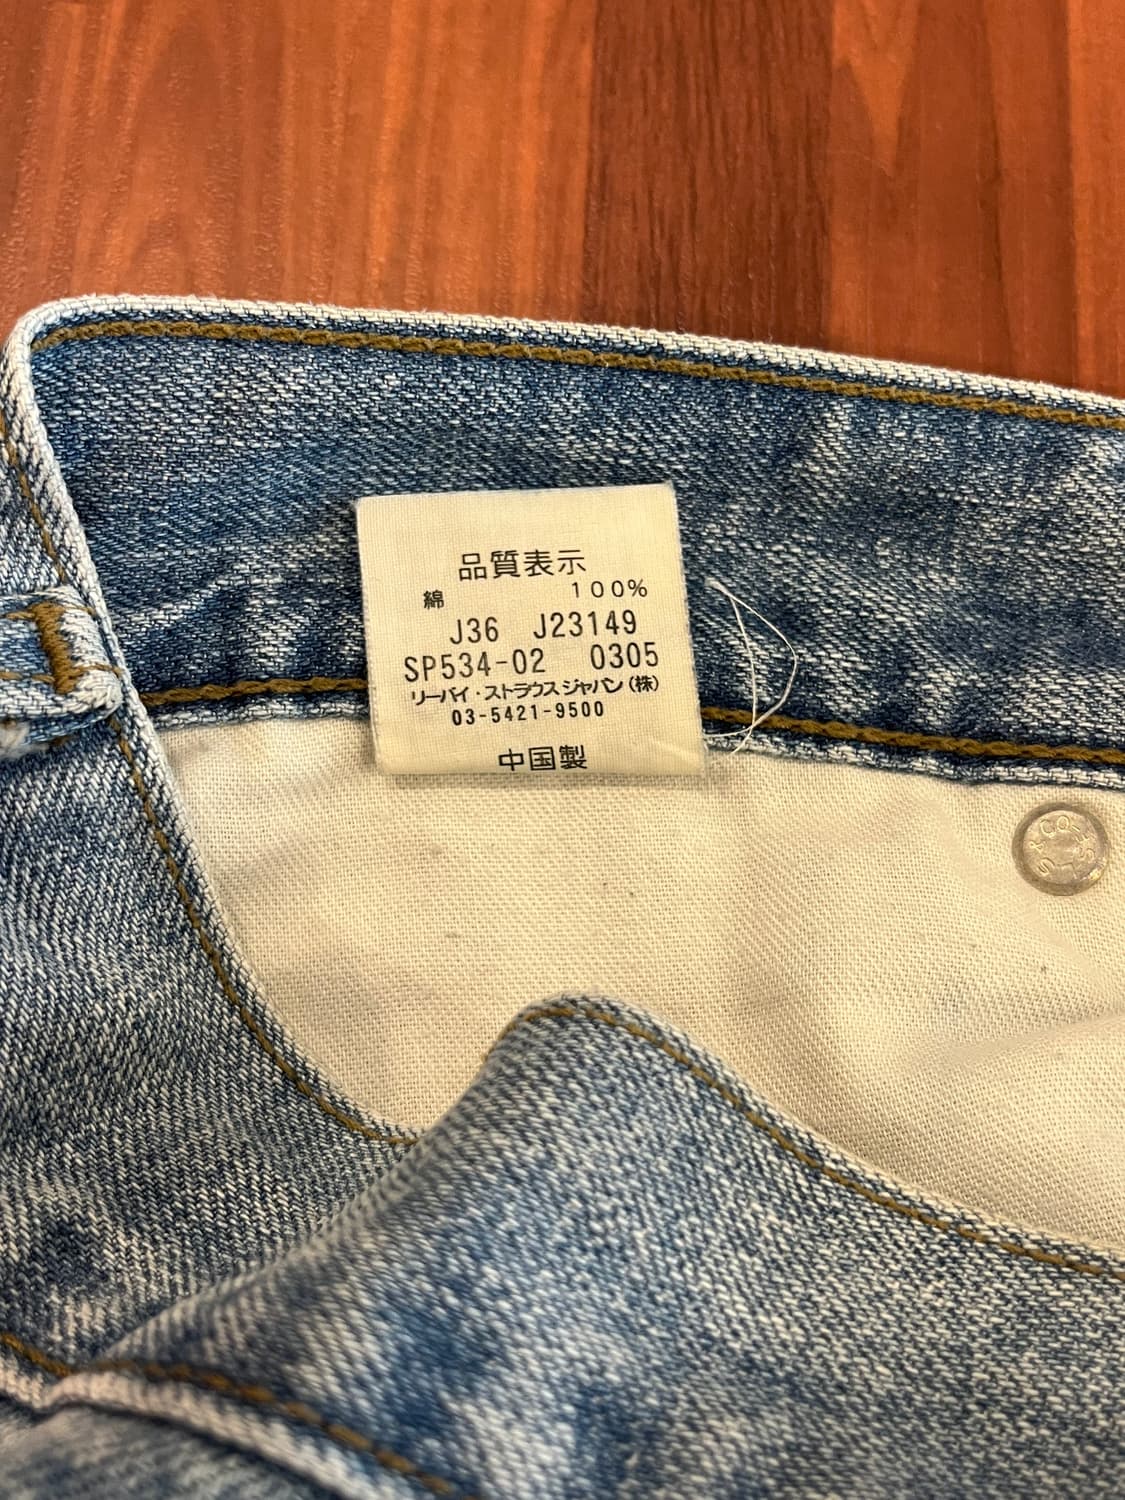 品質表示
綿 100%
J36 J23149
SP534-02 0305
リーバイ・ストラウスジャパン(株)
03-5421-9500
中国製
L.S.&CO.